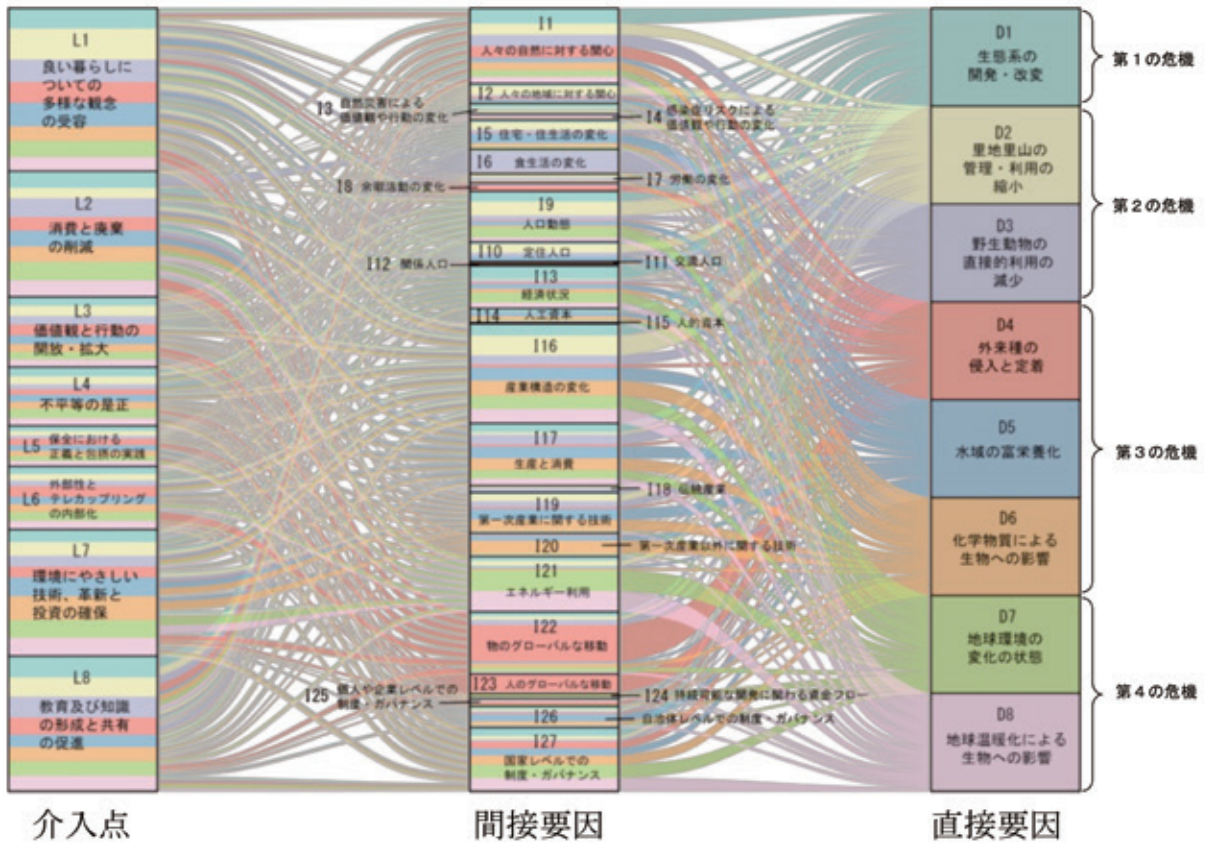 L1
良い暮らしに
ついての
多様な観念
の受容
L2
消費と廃棄
の削減
L3
価値観と行動の
開放・拡大
L4
不平等の是正
L5
保全における
正義と包摂の実践
L6
外部性と
テレカップリング
の内部化
L7
環境にやさしい
技術、革新と
投資の確保
L8
教育及び知識
の形成と共有
の促進
介入点
I1
人々の自然に対する関心
I2 人々の地域に対する関心
I3 自然災害による
価値観や行動の変化
I4 感染症リスクによる
価値観や行動の変化
I5 住宅・住生活の変化
I6 食生活の変化
I7 労働の変化
I8 余暇活動の変化
I9
人口動態
I10 定住人口
I11 交流人口
I12 関係人口
I13
経済状況
I14 人工資本
I15 人的資本
I16
産業構造の変化
I17
生産と消費
I18 伝統産業
I19
第一次産業に関する技術
I20 第一次産業以外に関する技術
I21
エネルギー利用
I22
物のグローバルな移動
I23 人のグローバルな移動
I24 持続可能な開発に関わる資金フロー
I25 個人や企業レベルでの
制度・ガバナンス
I26 自治体レベルでの制度・ガバナンス
I27
国家レベルでの
制度・ガバナンス
間接要因
D1
生態系の
開発・改変
D2
里地里山の
管理・利用の
縮小
D3
野生動物の
直接的利用の
減少
D4
外来種の
侵入と定着
D5
水域の富栄養化
D6
化学物質による
生物への影響
D7
地球環境の
変化の状態
D8
地球温暖化による
生物への影響
直接要因
第1の危機
第2の危機
第3の危機
第4の危機